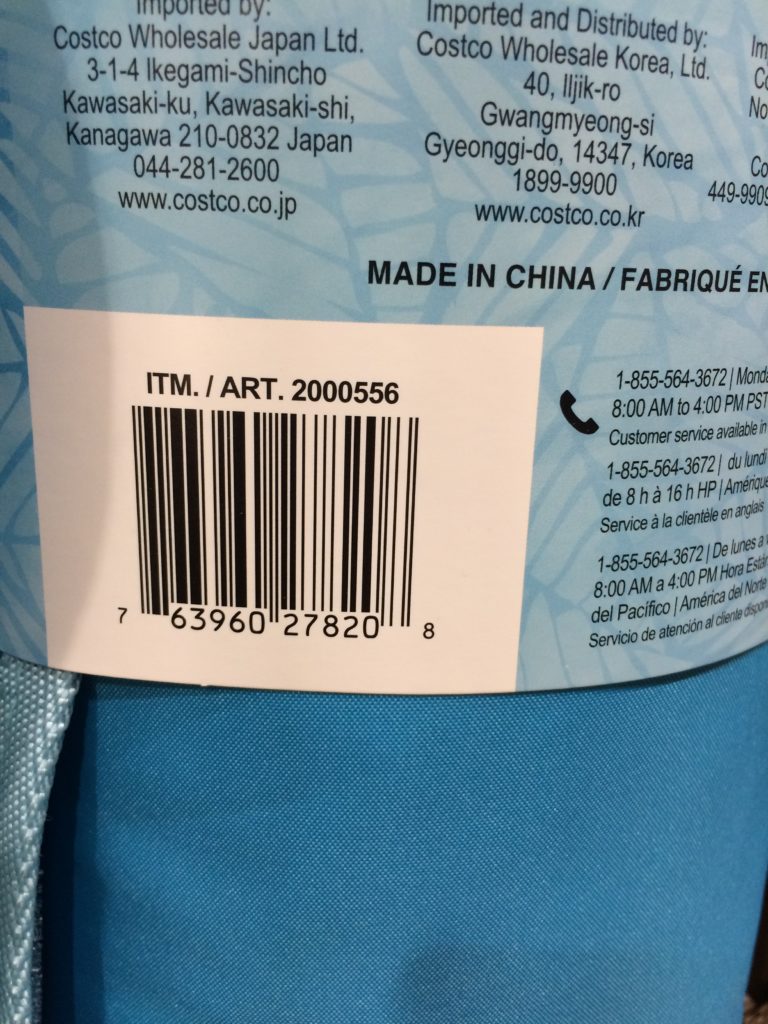 Imported by:
Costco Wholesale Japan Ltd.
3-1-4 Ikegami-Shincho
Kawasaki-ku, Kawasaki-shi,
Kanagawa 210-0832 Japan
044-281-2600
www.costco.co.jp
Imported and Distributed by:
Costco Wholesale Korea, Ltd.
40, Iljik-ro
Gwangmyeong-si
Gyeonggi-do, 14347, Korea
1899-9900
www.costco.co.kr
449-9909
MADE IN CHINA / FABRIQUÉ EN
ITM. / ART. 2000556
7 63960 27820 8
1-855-564-3672 | Monda
8:00 AM to 4:00 PM PST
Customer service available in
1-855-564-3672 | du lundi
de 8 h à 16 h HP | Amérique
Service à la clientèle en anglais
1-855-564-3672 | De lunes a
8:00 AM a 4:00 PM Hora Están
del Pacífico | América del Norte
Servicio de atención al cliente dispon